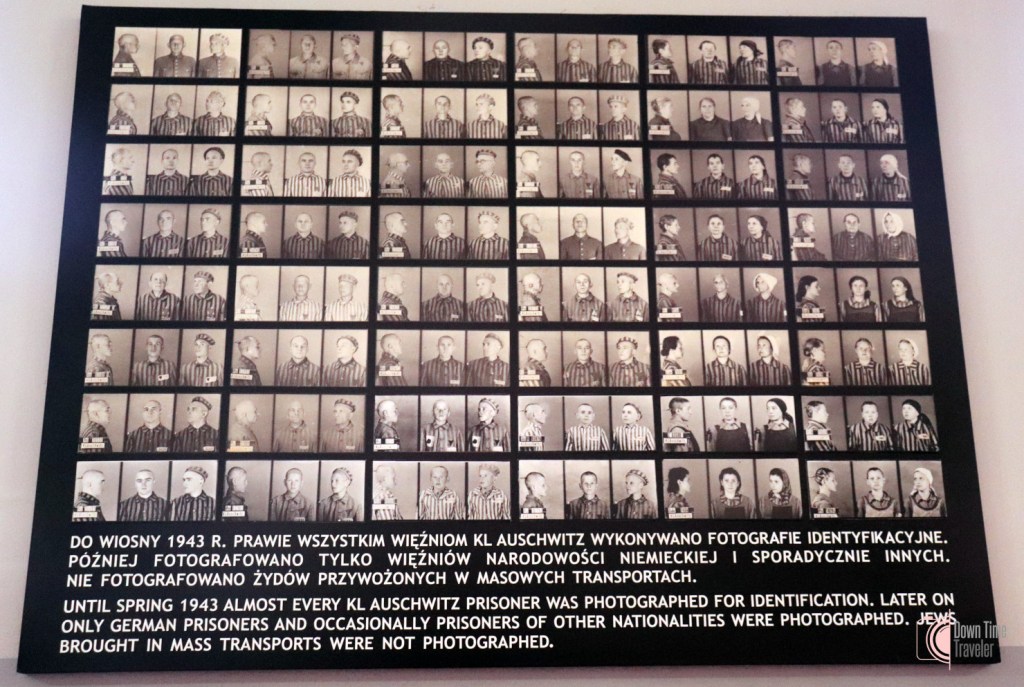 DO WIOSNY 1943 R. PRAWIE WSZYSTKIM WIĘŹNIOM KL AUSCHWITZ WYKONYWANO FOTOGRAFIE IDENTYFIKACYJNE.
PÓŹNIEJ FOTOGRAFOWANO TYLKO WIĘŹNIÓW NARODOWOŚCI NIEMIECKIEJ I SPORADYCZNIE INNYCH.
NIE FOTOGRAFOWANO ŻYDÓW PRZYWOŻONYCH W MASOWYCH TRANSPORTACH.
UNTIL SPRING 1943 ALMOST EVERY KL AUSCHWITZ PRISONER WAS PHOTOGRAPHED FOR IDENTIFICATION. LATER ON
ONLY GERMAN PRISONERS AND OCCASIONALLY PRISONERS OF OTHER NATIONALITIES WERE PHOTOGRAPHED. JEWS
BROUGHT IN MASS TRANSPORTS WERE NOT PHOTOGRAPHED.
Down Time
Traveler